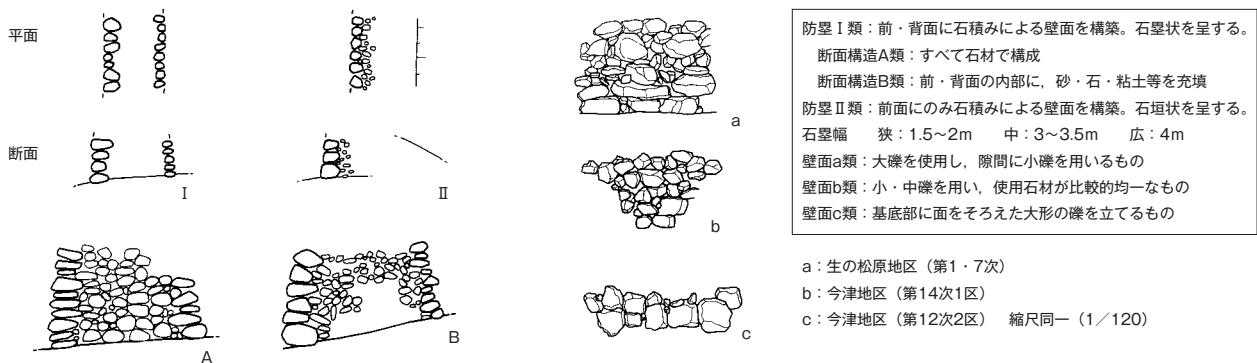 平面
断面
Ⅰ
Ⅱ
A
B
a
b
c
防塁Ⅰ類：前・背面に石積みによる壁面を構築。石塁状を呈する。
断面構造A類：すべて石材で構成
断面構造B類：前・背面の内部に，砂・石・粘土等を充填
防塁Ⅱ類：前面にのみ石積みによる壁面を構築。石垣状を呈する。
石塁幅　狭：1.5～2m　中：3～3.5m　広：4m
壁面a類：大礫を使用し，隙間に小礫を用いるもの
壁面b類：小・中礫を用い，使用石材が比較的均一なもの
壁面c類：基底部に面をそろえた大形の礫を立てるもの
a：生の松原地区（第1・7次）
b：今津地区（第14次1区）
c：今津地区（第12次2区）　縮尺同一（1／120）